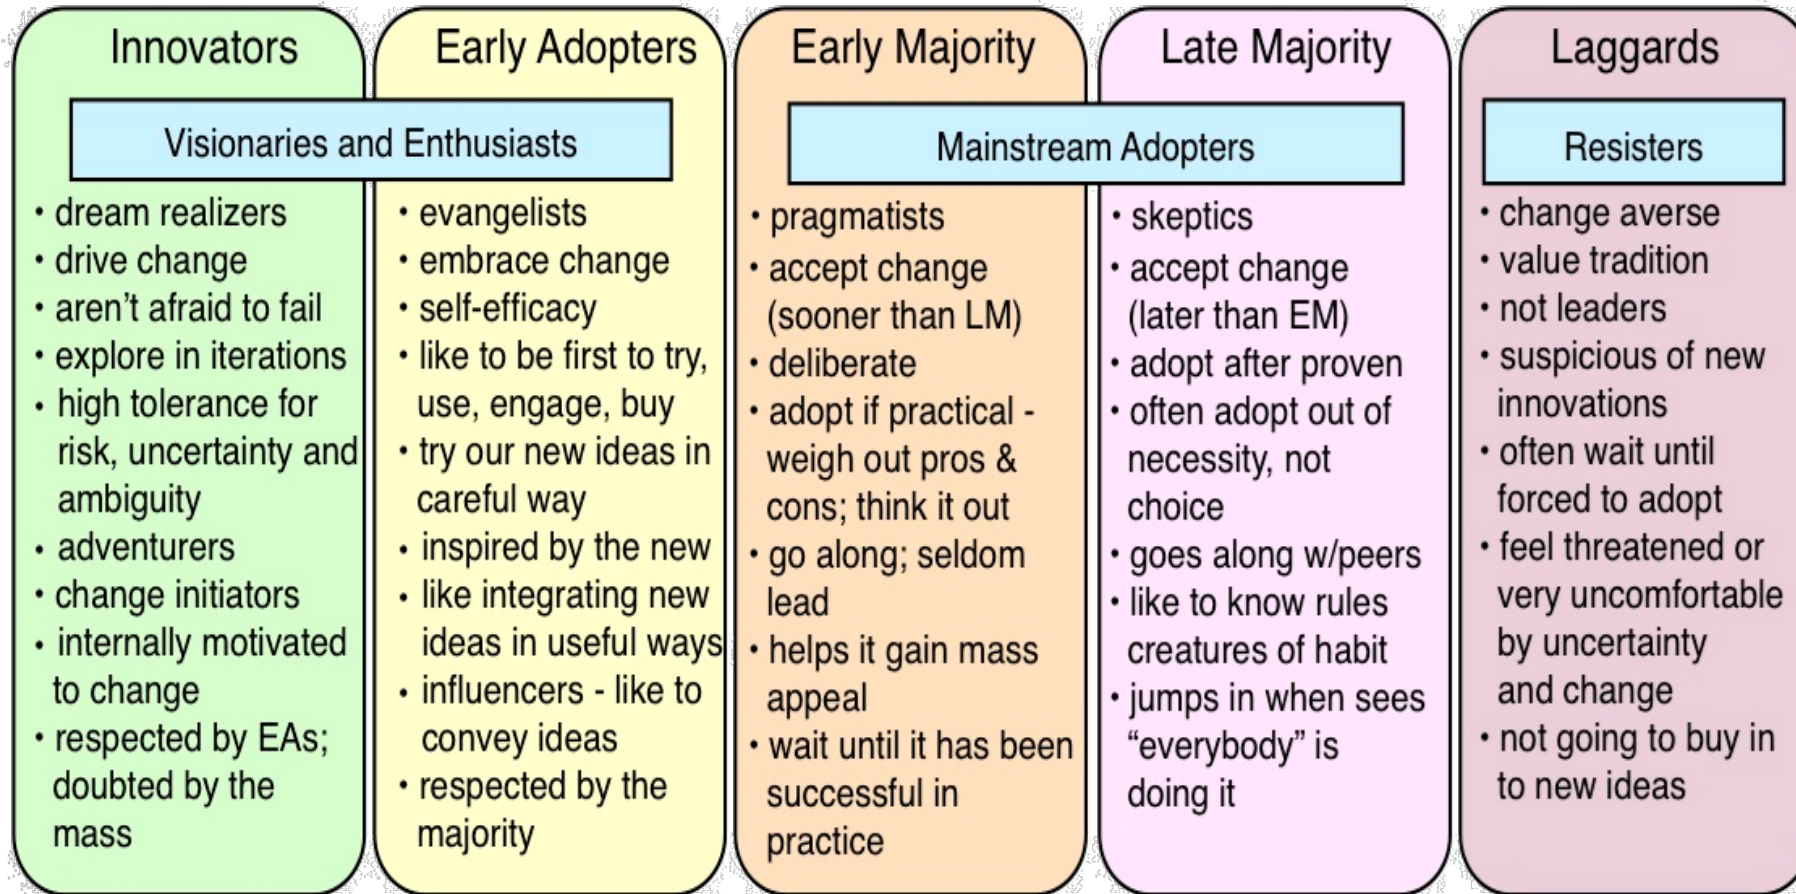 Innovators
Early Adopters
Early Majority
Late Majority
Laggards
Visionaries and Enthusiasts
Mainstream Adopters
Resisters
• dream realizers
• drive change
• aren't afraid to fail
• explore in iterations
• high tolerance for
risk, uncertainty and
ambiguity
• adventurers
• change initiators
• internally motivated
to change
• respected by EAs;
doubted by the
mass
• evangelists
• embrace change
• self-efficacy
• like to be first to try,
use, engage, buy
• try our new ideas in
careful way
• inspired by the new
• like integrating new
ideas in useful ways
• influencers - like to
convey ideas
• respected by the
majority
• pragmatists
• accept change
(sooner than LM)
• deliberate
• adopt if practical -
weigh out pros &
cons; think it out
• go along; seldom
lead
• helps it gain mass
appeal
• wait until it has been
successful in
practice
• skeptics
• accept change
(later than EM)
• adopt after proven
• often adopt out of
necessity, not
choice
• goes along w/peers
• like to know rules
creatures of habit
• jumps in when sees
“everybody” is
doing it
• change averse
• value tradition
• not leaders
• suspicious of new
innovations
• often wait until
forced to adopt
• feel threatened or
very uncomfortable
by uncertainty
and change
• not going to buy in
to new ideas